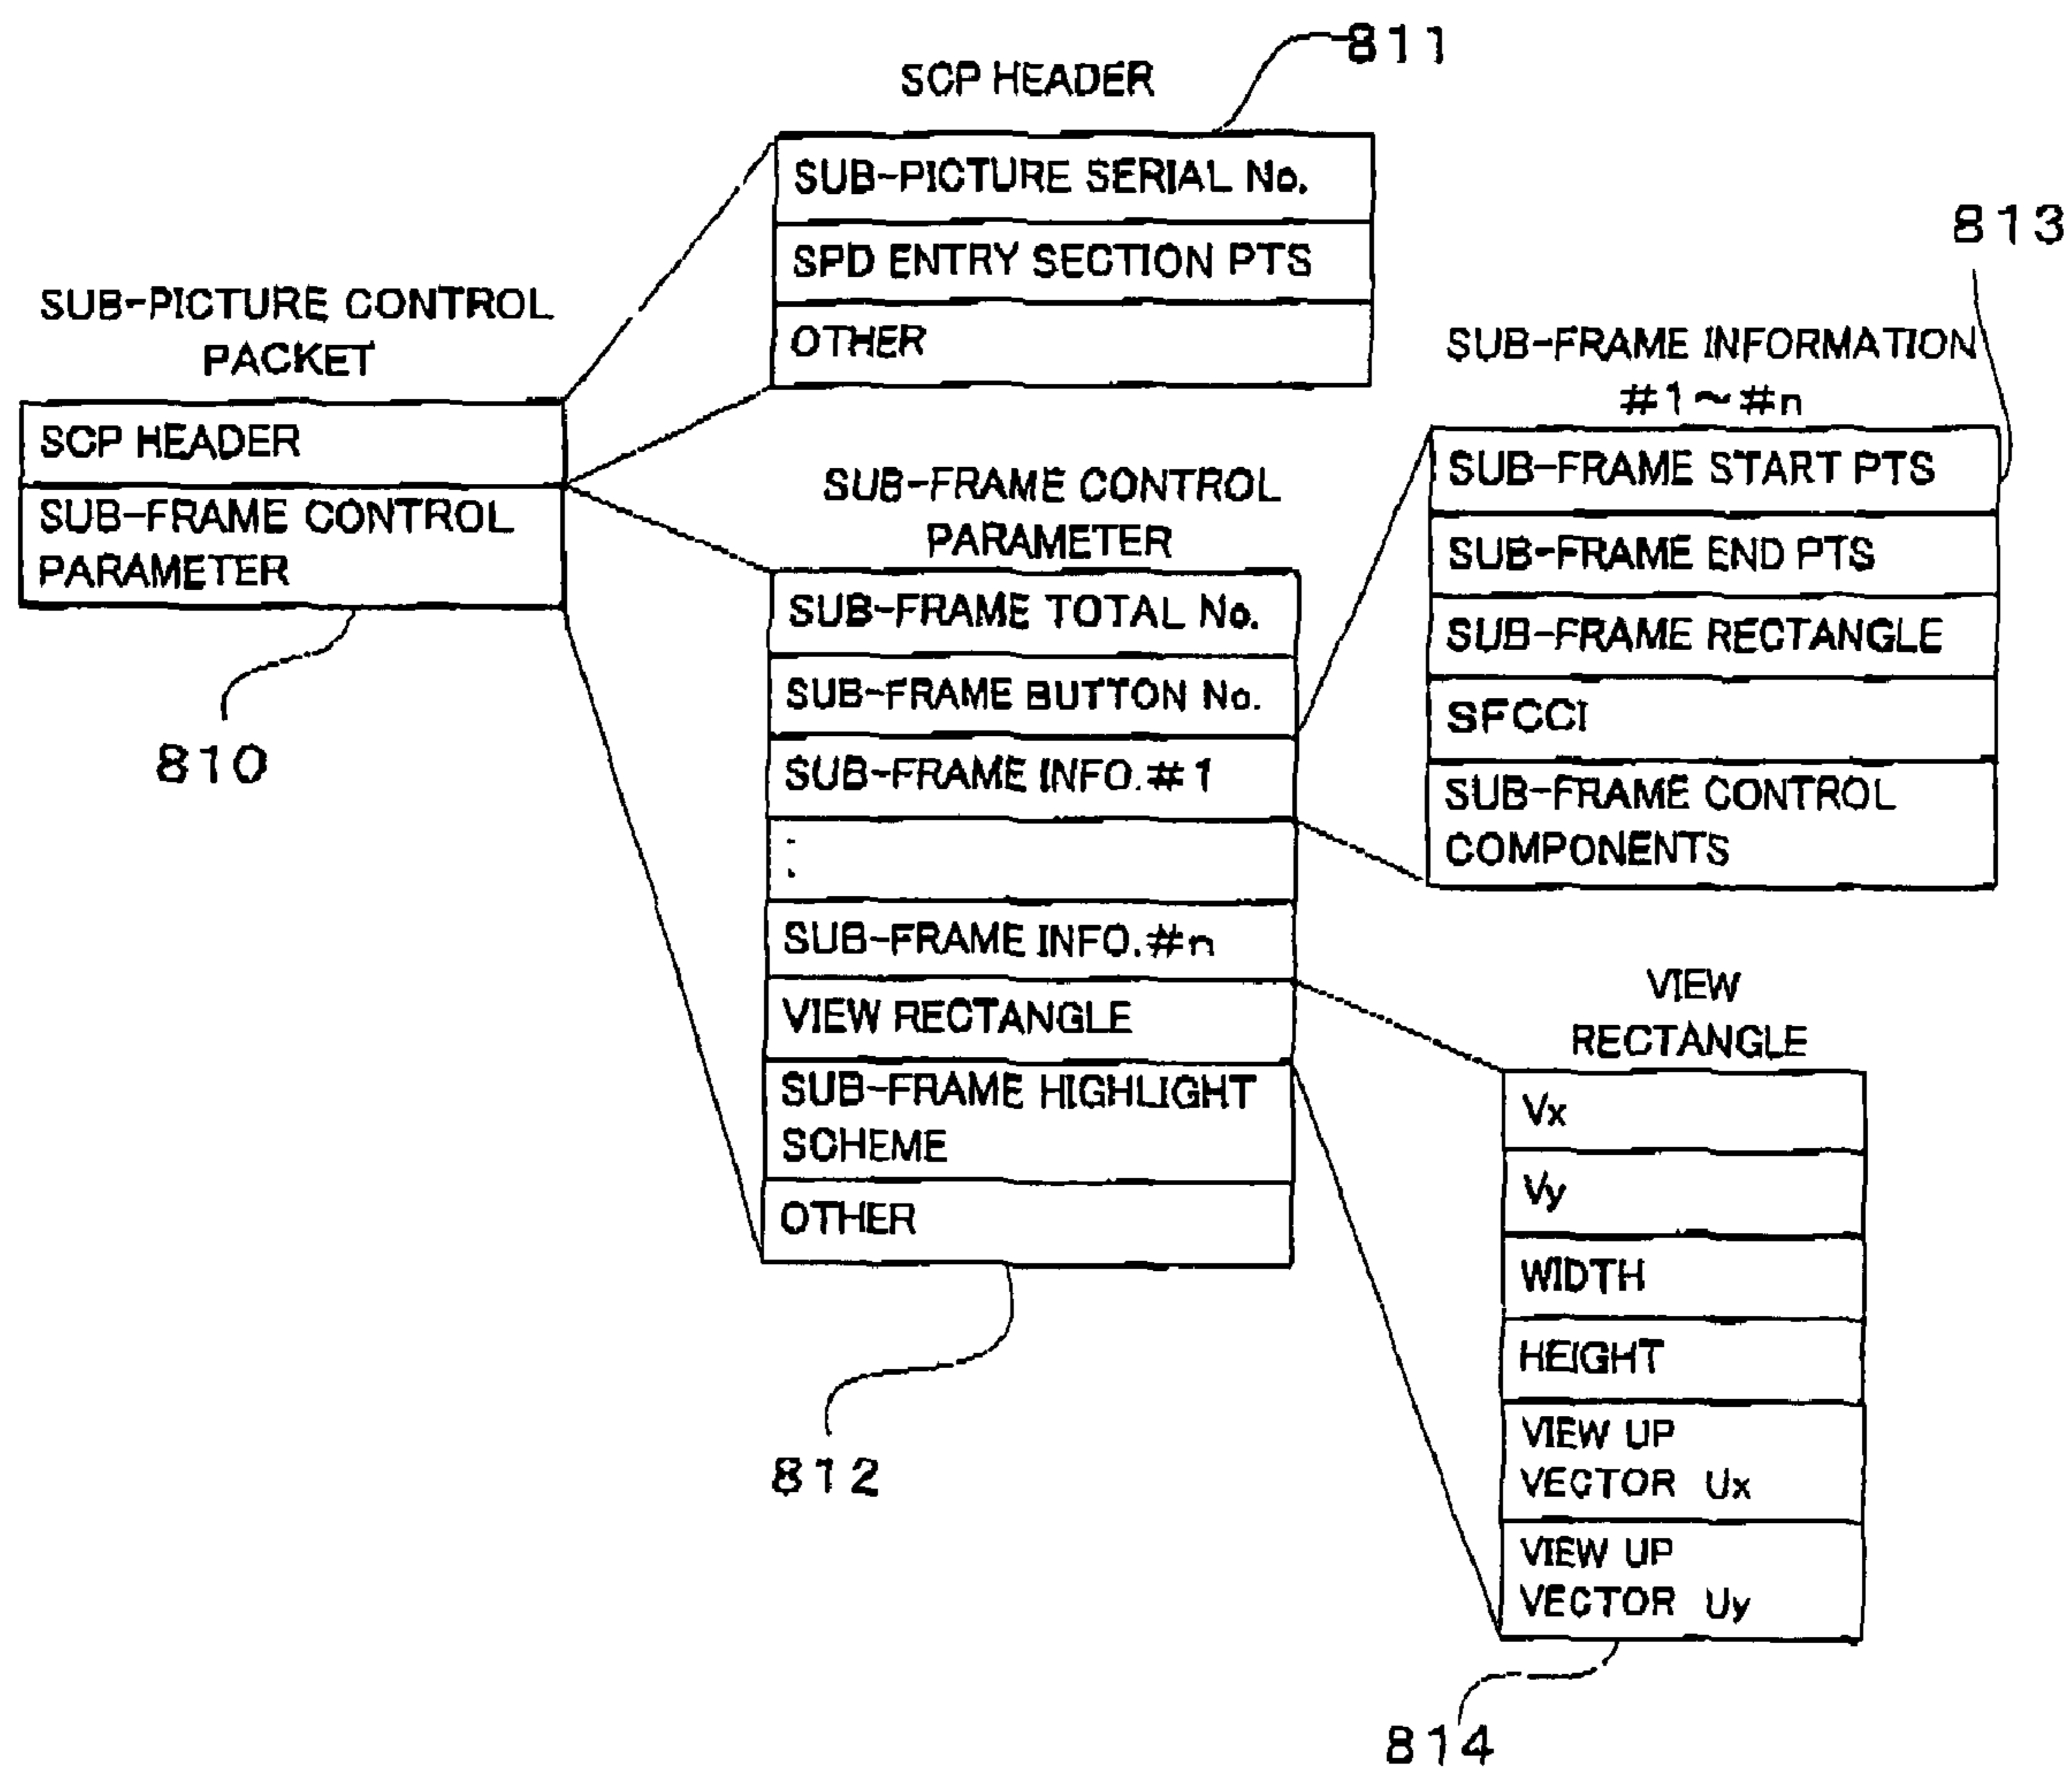 811
SCP HEADER
SUB-PICTURE SERIAL No.
SPD ENTRY SECTION PTS
OTHER
SUB-PICTURE CONTROL
PACKET
SCP HEADER
SUB-FRAME CONTROL
PARAMETER
810
SUB-FRAME CONTROL
PARAMETER
SUB-FRAME TOTAL No.
SUB-FRAME BUTTON No.
SUB-FRAME INFO.#1
:
SUB-FRAME INFO.#n
VIEW RECTANGLE
SUB-FRAME HIGHLIGHT
SCHEME
OTHER
812
813
SUB-FRAME INFORMATION
#1~#n
SUB-FRAME START PTS
SUB-FRAME END PTS
SUB-FRAME RECTANGLE
SFCCI
SUB-FRAME CONTROL
COMPONENTS
VIEW
RECTANGLE
Vx
Vy
WIDTH
HEIGHT
VIEW UP
VECTOR Ux
VIEW UP
VECTOR Uy
814